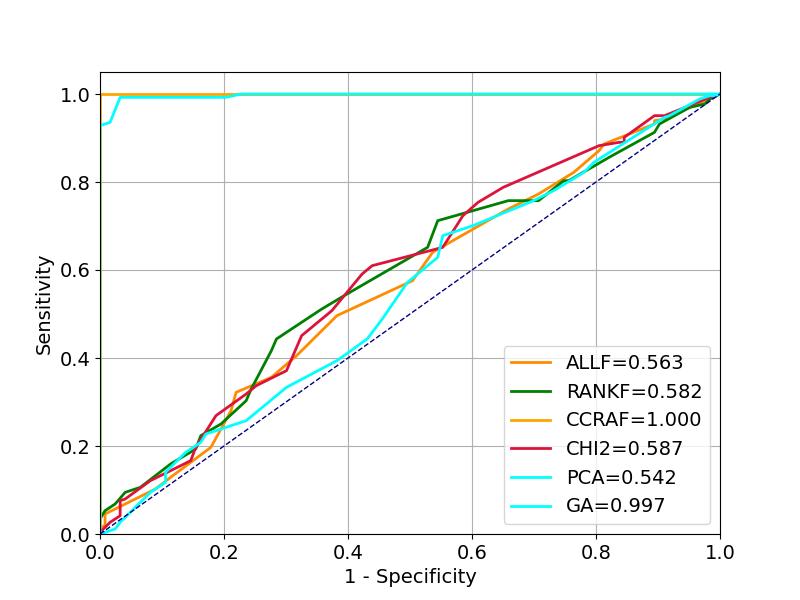 1.0
0.8
0.6
0.4
0.2
0.0
Sensitivity
ALLF=0.563
RANKF=0.582
CCRAF=1.000
CHI2=0.587
PCA=0.542
GA=0.997
0.0 0.2 0.4 0.6 0.8 1.0
1 - Specificity